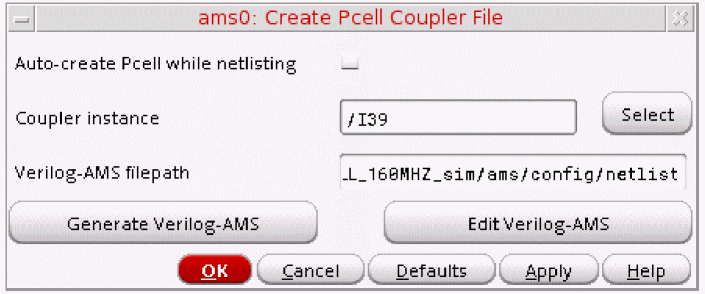 ams0: Create Pcell Coupler File
Auto-create Pcell while netlisting
Coupler instance /I39 Select
Verilog-AMS filepath L_160MHZ_sim/ams/config/netlist
Generate Verilog-AMS Edit Verilog-AMS
OK Cancel Defaults Apply Help